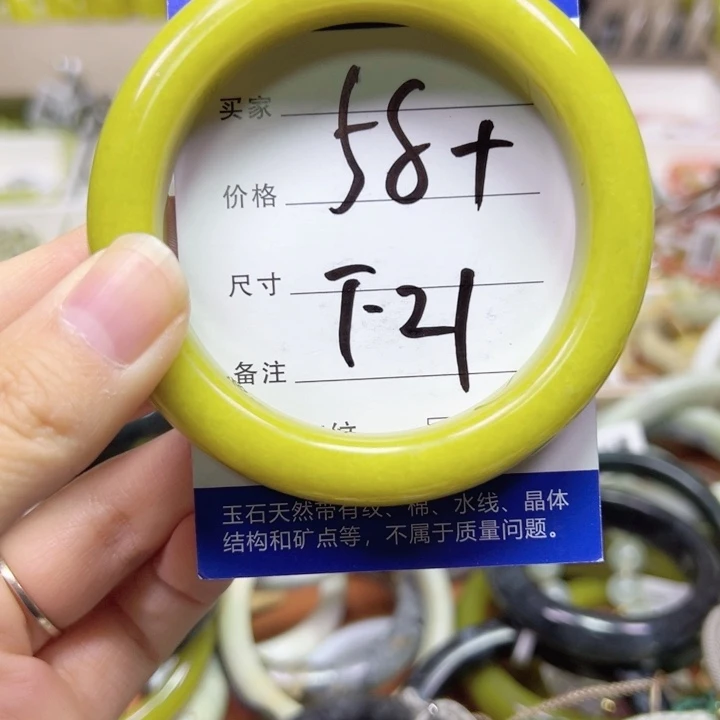 买家
58+
价格
尺寸
T-21
备注
玉石天然带有纹、棉、水线、晶体
结构和矿点等，不属于质量问题。